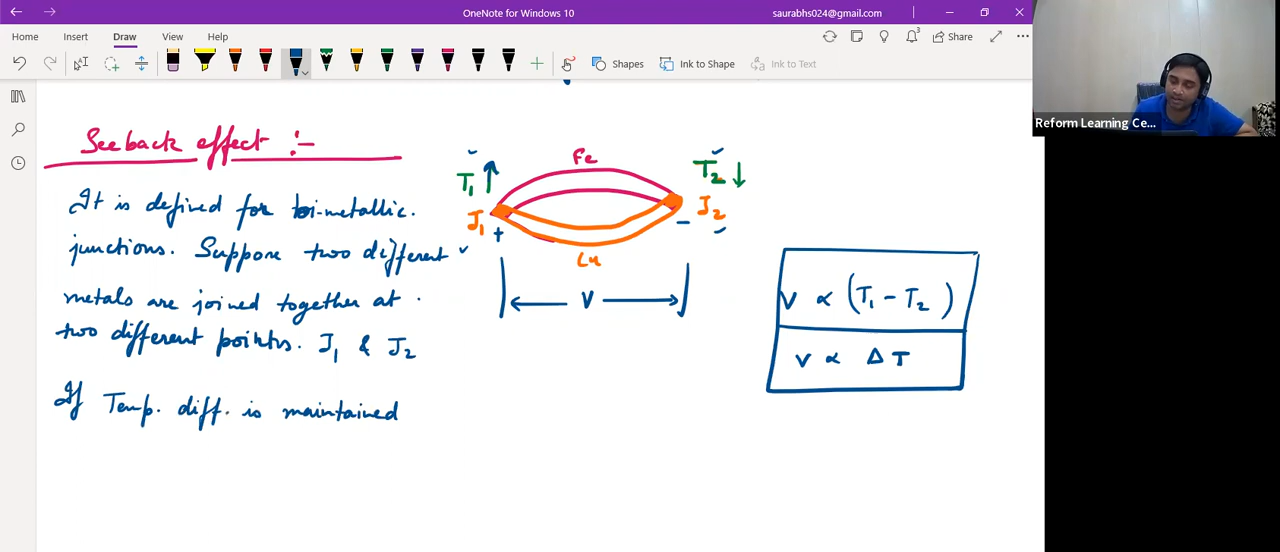 OneNote for Windows 10
saurabhs024@gmail.com
Home Insert Draw View Help
Share
Shapes
Ink to Shape
Ink to Text
Reform Learning Ce...
Seeback effect :-
It is defined for bi-metallic.
junctions. Suppose two different
metals are joined together at
two different points. J1 & J2
If Temp. diff. is maintained
Fe
T1 ↑
T2 ↓
J1
J2
+
-
Cu
V
V ∝ (T1 - T2)
V ∝ ΔT